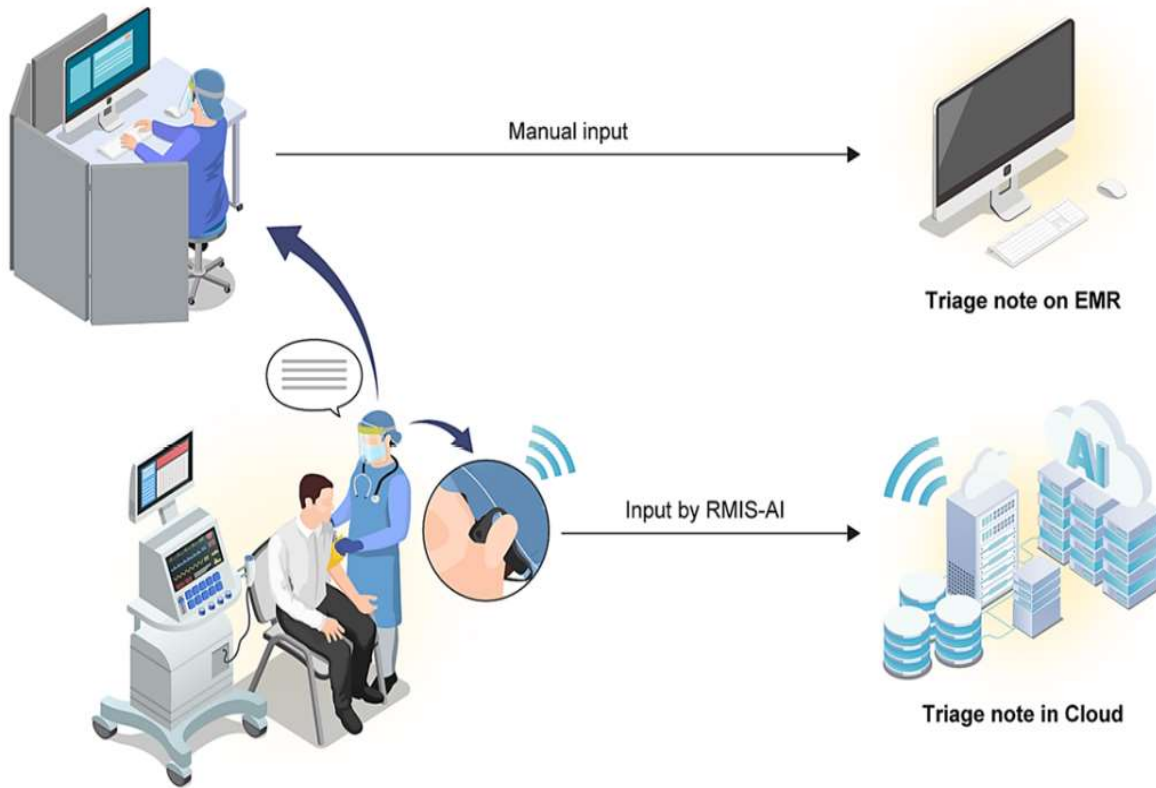 Manual input
Triage note on EMR
AI
Input by RMIS-AI
Triage note in Cloud